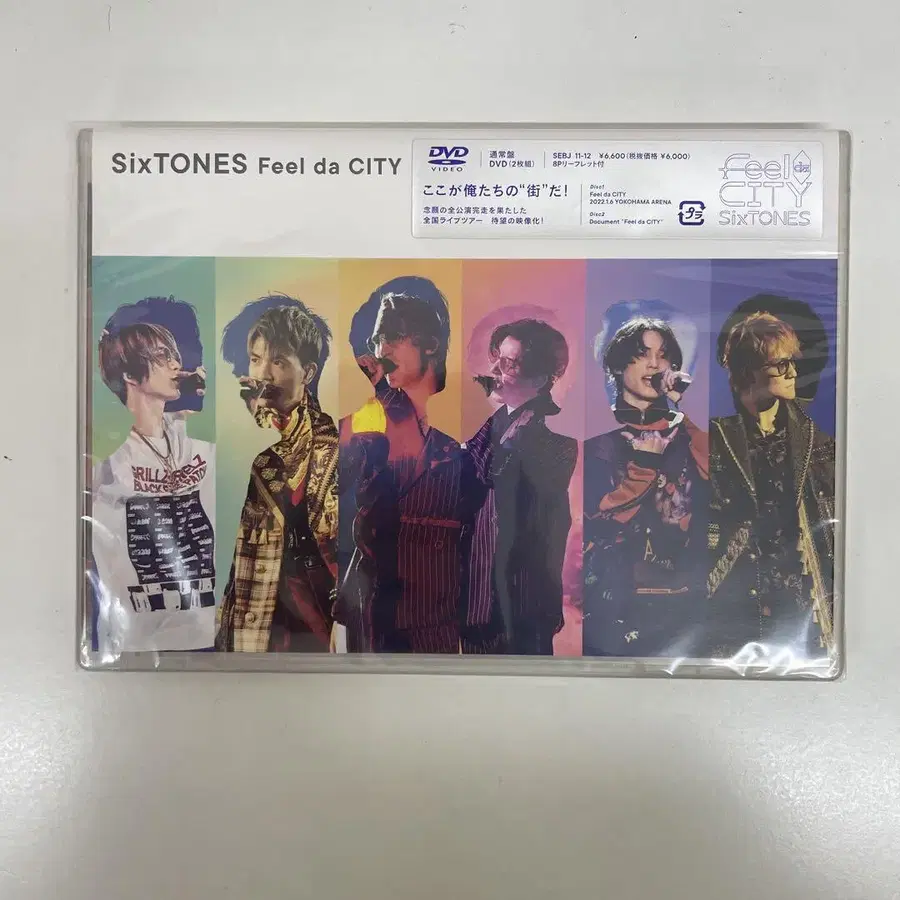 SixTONES Feel da CITY
DVD
VIDEO
通常盤
DVD(2枚組)
SEBJ 11-12 ¥6,600(税抜価格 ¥6,000)
8Pリーフレット付
ここが俺たちの“街”だ!
念願の全公演完走を果たした
全国ライブツアー 待望の映像化!
Disc1
Feel da CITY
2022.1.6 YOKOHAMA ARENA
Disc2
Document "Feel da CITY"
プラ
Feel da
CITY
SixTONES